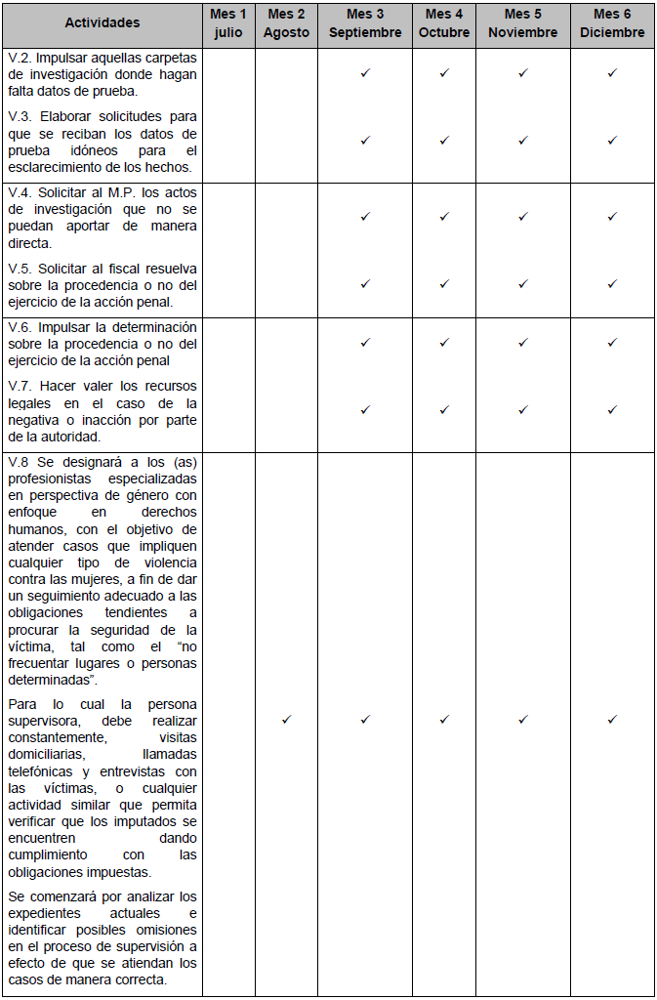 Actividades
Mes 1
julio
Mes 2
Agosto
Mes 3
Septiembre
Mes 4
Octubre
Mes 5
Noviembre
Mes 6
Diciembre
V.2. Impulsar aquellas carpetas
de investigación donde hagan
falta datos de prueba.
✓ ✓ ✓ ✓
V.3. Elaborar solicitudes para
que se reciban los datos de
prueba idóneos para el
esclarecimiento de los hechos.
✓ ✓ ✓ ✓
V.4. Solicitar al M.P. los actos
de investigación que no se
puedan aportar de manera
directa.
✓ ✓ ✓ ✓
V.5. Solicitar al fiscal resuelva
sobre la procedencia o no del
ejercicio de la acción penal.
✓ ✓ ✓ ✓
V.6. Impulsar la determinación
sobre la procedencia o no del
ejercicio de la acción penal
✓ ✓ ✓ ✓
V.7. Hacer valer los recursos
legales en el caso de la
negativa o inacción por parte
de la autoridad.
✓ ✓ ✓ ✓
V.8 Se designará a los (as)
profesionistas especializadas
en perspectiva de género con
enfoque en derechos
humanos, con el objetivo de
atender casos que impliquen
cualquier tipo de violencia
contra las mujeres, a fin de dar
un seguimiento adecuado a las
obligaciones tendientes a
procurar la seguridad de la
víctima, tal como el “no
frecuentar lugares o personas
determinadas”.
Para lo cual la persona
supervisora, debe realizar
constantemente, visitas
domiciliarias, llamadas
telefónicas y entrevistas con
las víctimas, o cualquier
actividad similar que permita
verificar que los imputados se
encuentren dando
cumplimiento con las
obligaciones impuestas.
Se comenzará por analizar los
expedientes actuales e
identificar posibles omisiones
en el proceso de supervisión a
efecto de que se atiendan los
casos de manera correcta.
✓ ✓ ✓ ✓ ✓